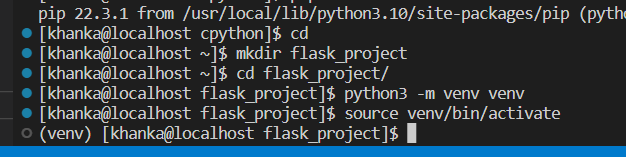 pip 22.3.1 from /usr/local/lib/python3.10/site-packages/pip (pytho
[khanka@localhost cpython]$ cd
[khanka@localhost ~]$ mkdir flask_project
[khanka@localhost ~]$ cd flask_project/
[khanka@localhost flask_project]$ python3 -m venv venv
[khanka@localhost flask_project]$ source venv/bin/activate
(venv) [khanka@localhost flask_project]$